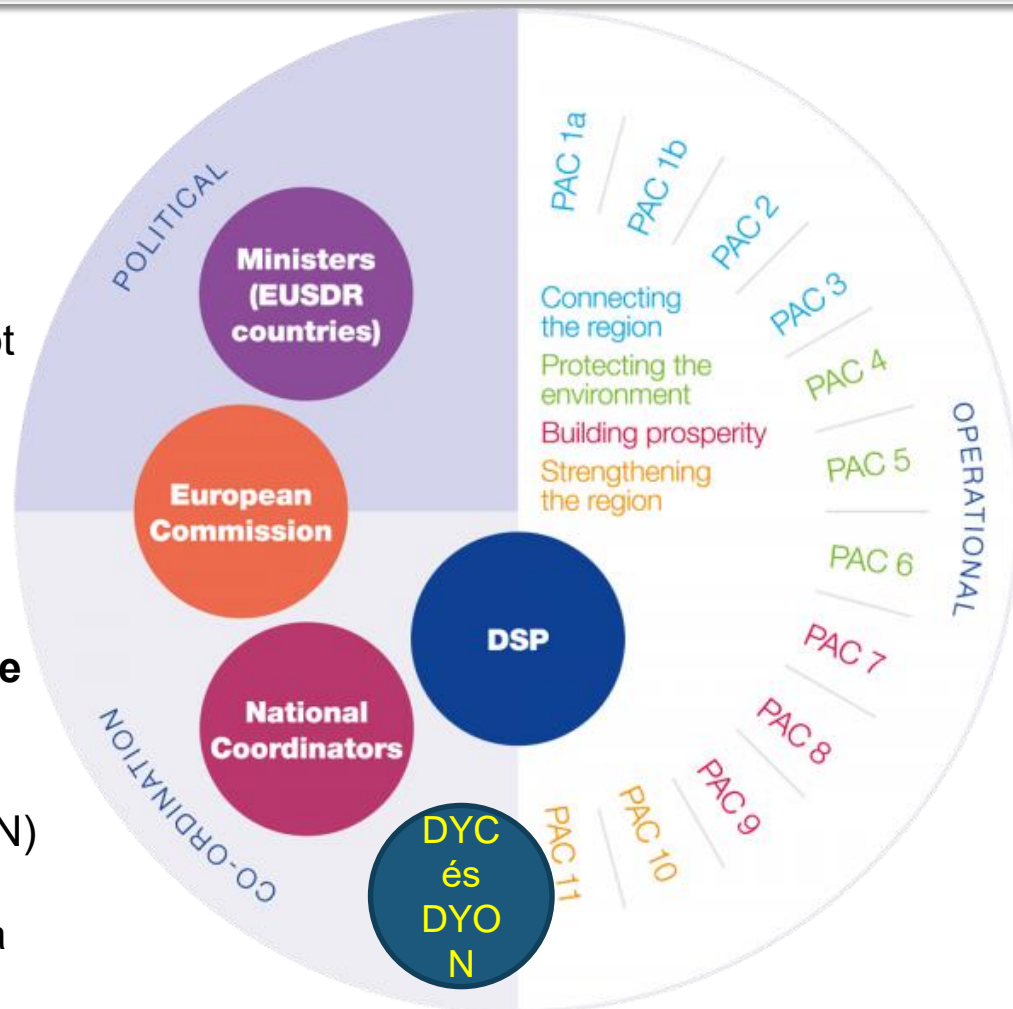 POLITICAL
Ministers
(EUSDR
countries)
European
Commission
National
Coordinators
CO-ORDINATION
DSP
DYC
és
DYO
N
Connecting
the region
Protecting the
environment
Building prosperity
Strengthening
the region
PAC 1a
PAC 1b
PAC 2
PAC 3
PAC 4
PAC 5
PAC 6
PAC 7
PAC 8
PAC 9
PAC 10
PAC 11
OPERATIONAL
N)